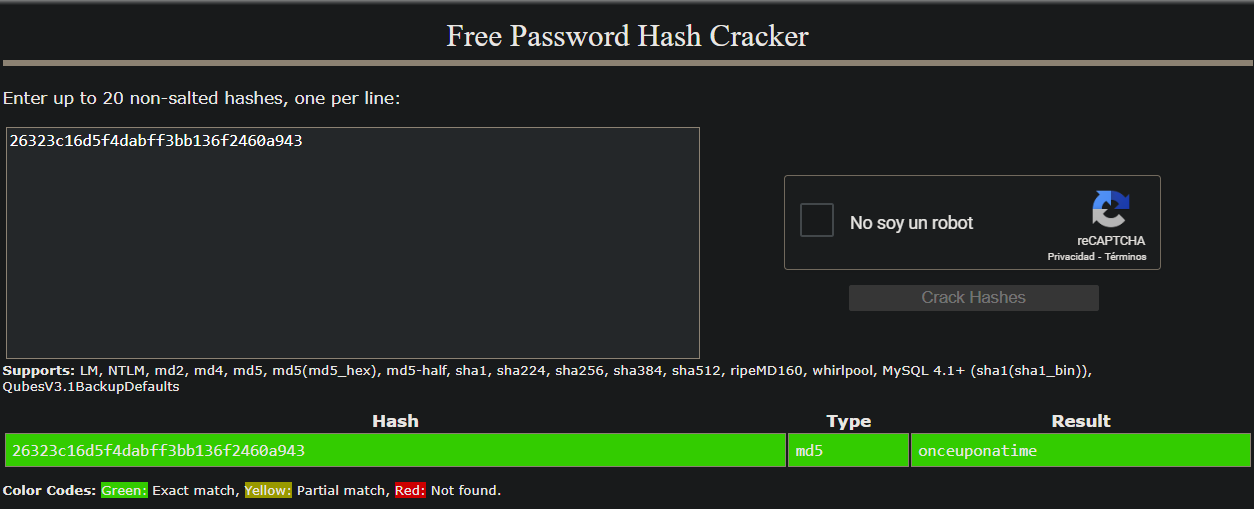 Free Password Hash Cracker
Enter up to 20 non-salted hashes, one per line:
26323c16d5f4dabff3bb136f2460a943
No soy un robot
reCAPTCHA
Privacidad - Términos
Crack Hashes
Supports: LM, NTLM, md2, md4, md5, md5(md5_hex), md5-half, sha1, sha224, sha256, sha384, sha512, ripeMD160, whirlpool, MySQL 4.1+ (sha1(sha1_bin)),
QubesV3.1BackupDefaults
Hash Type Result
26323c16d5f4dabff3bb136f2460a943 md5 onceuponatime
Color Codes: Green: Exact match, Yellow: Partial match, Red: Not found.